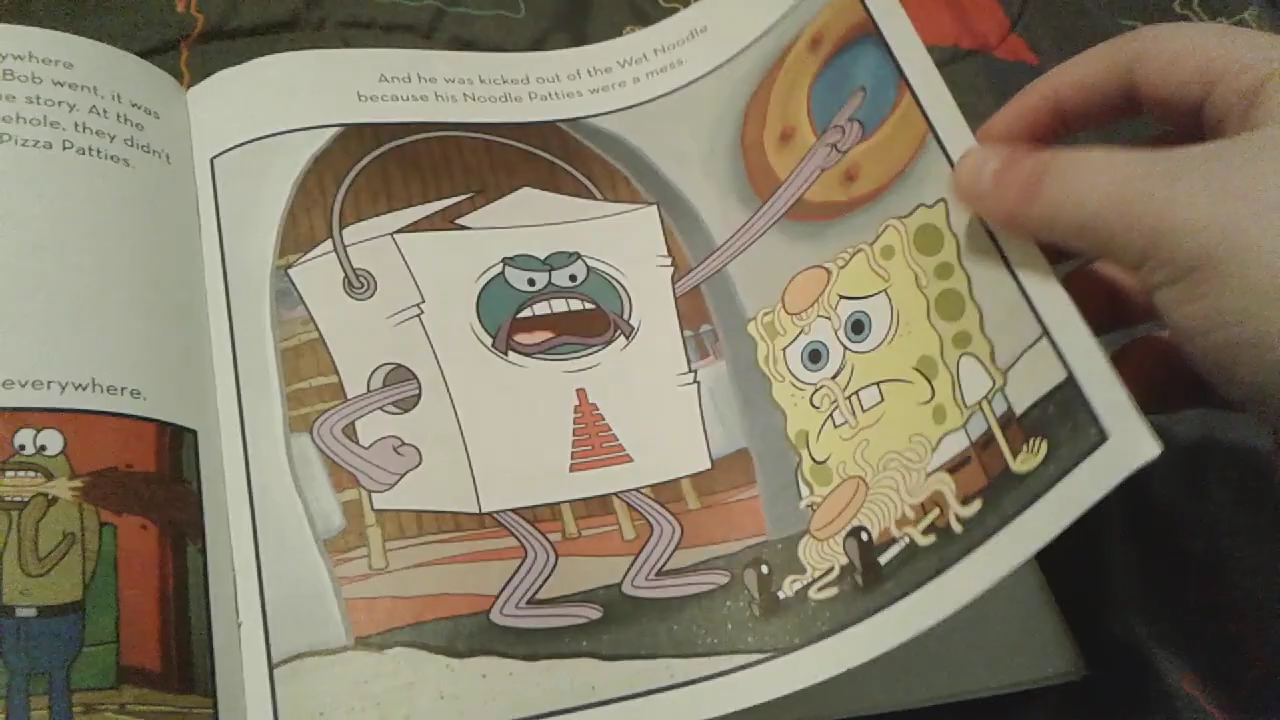 ywhere
Bob went, it was
e story. At the
ehole, they didn't
Pizza Patties.
everywhere.
And he was kicked out of the Wet Noodle
because his Noodle Patties were a mess.